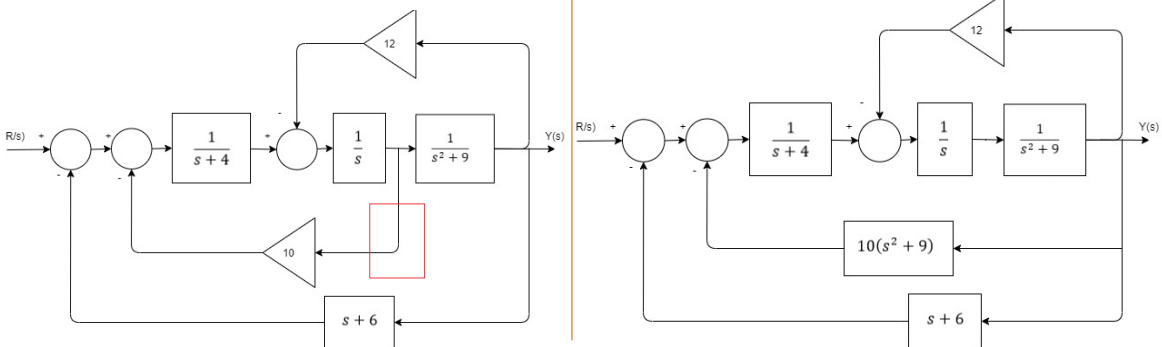 12
R/s) + + - 1/(s + 4) + - 1/s 1/(s² + 9) Y(s)
- -
10
s + 6
12
R/s) + + 1/(s + 4) + - 1/s 1/(s² + 9) Y(s)
- -
10(s² + 9)
s + 6